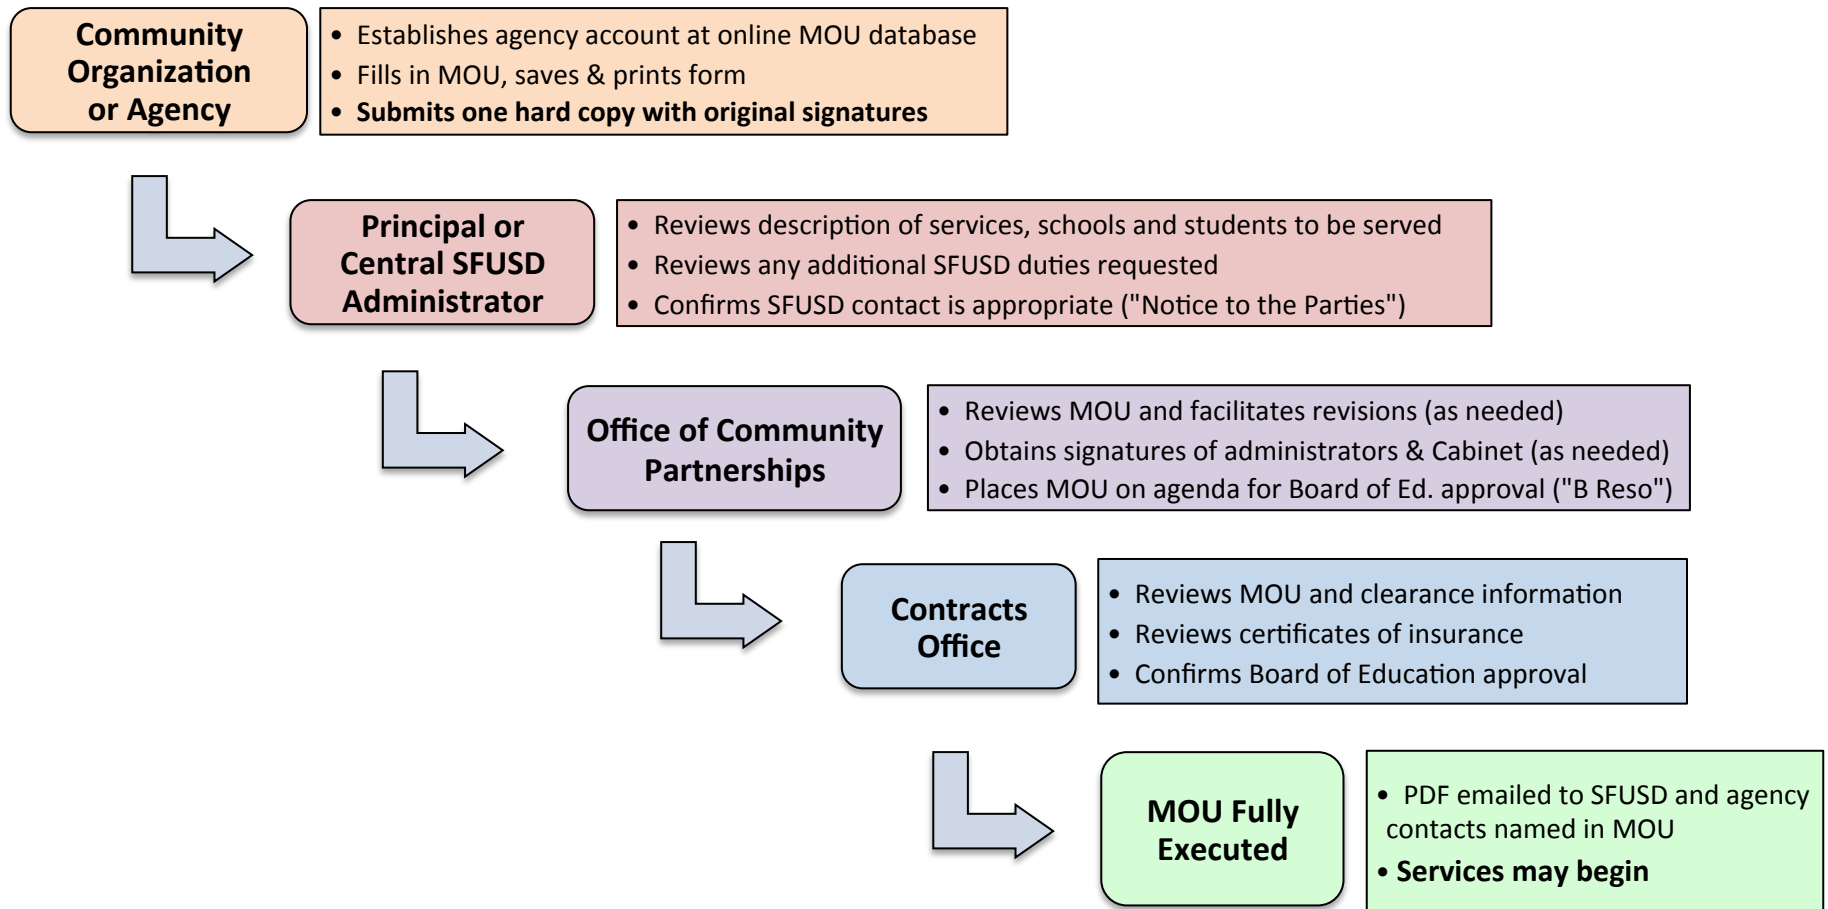 Community
Organization
or Agency
• Establishes agency account at online MOU database
• Fills in MOU, saves & prints form
• Submits one hard copy with original signatures
Principal or
Central SFUSD
Administrator
• Reviews description of services, schools and students to be served
• Reviews any additional SFUSD duties requested
• Confirms SFUSD contact is appropriate ("Notice to the Parties")
Office of Community
Partnerships
• Reviews MOU and facilitates revisions (as needed)
• Obtains signatures of administrators & Cabinet (as needed)
• Places MOU on agenda for Board of Ed. approval ("B Reso")
Contracts
Office
• Reviews MOU and clearance information
• Reviews certificates of insurance
• Confirms Board of Education approval
MOU Fully
Executed
• PDF emailed to SFUSD and agency
contacts named in MOU
• Services may begin